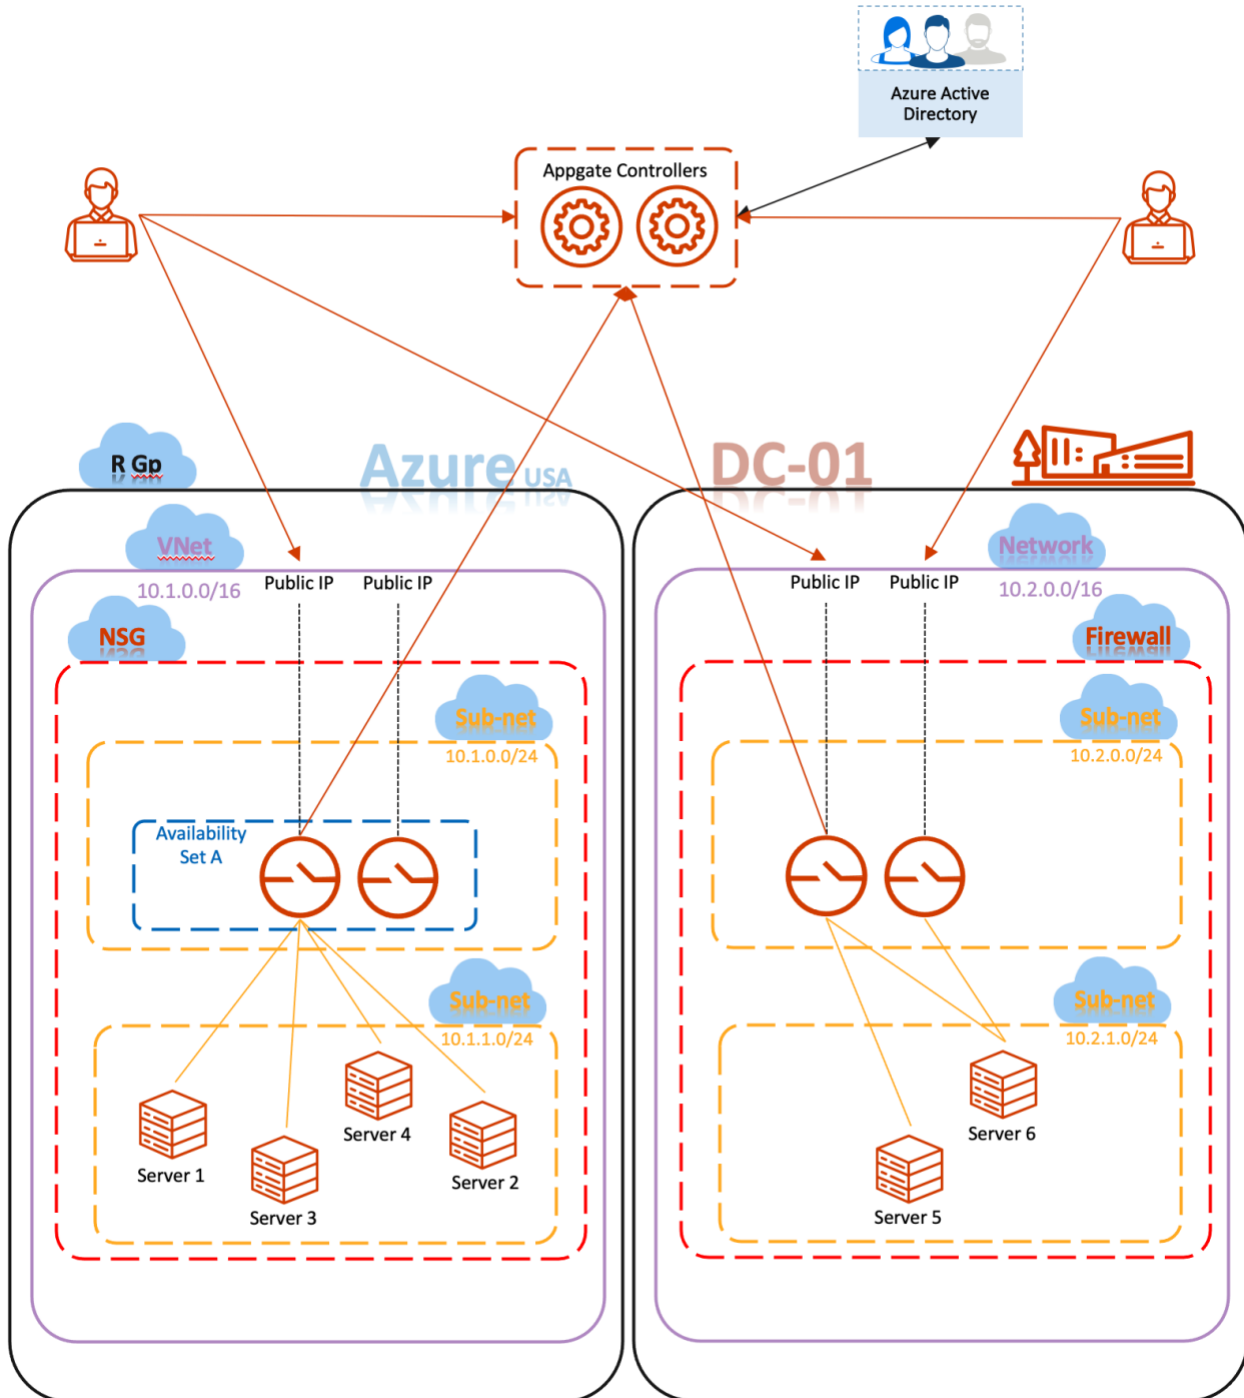 Azure Active
Directory
Appgate Controllers
R Gp
Azure USA
DC-01
VNet
10.1.0.0/16
Public IP
Public IP
Public IP
Public IP
Network
10.2.0.0/16
NSG
Firewall
Sub-net
10.1.0.0/24
Sub-net
10.2.0.0/24
Availability
Set A
Sub-net
10.1.1.0/24
Sub-net
10.2.1.0/24
Server 4
Server 1
Server 2
Server 3
Server 6
Server 5